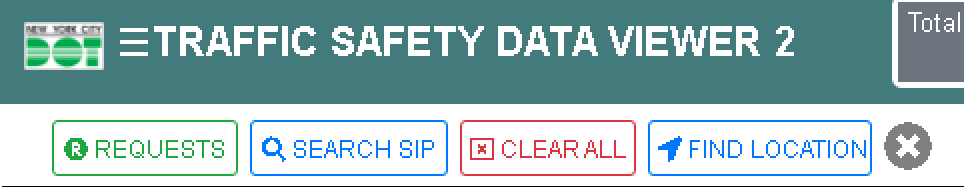 NEW YORK CITY
DOT
TRAFFIC SAFETY DATA VIEWER 2
Total
REQUESTS
SEARCH SIP
CLEAR ALL
FIND LOCATION